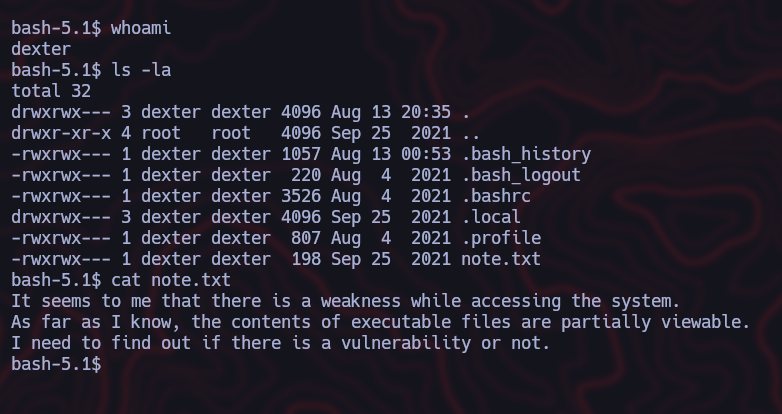 bash-5.1$ whoami
dexter
bash-5.1$ ls -la
total 32
drwxrwx--- 3 dexter dexter 4096 Aug 13 20:35 .
drwxr-xr-x 4 root   root   4096 Sep 25  2021 ..
-rwxrwx--- 1 dexter dexter 1057 Aug 13 00:53 .bash_history
-rwxrwx--- 1 dexter dexter  220 Aug  4  2021 .bash_logout
-rwxrwx--- 1 dexter dexter 3526 Aug  4  2021 .bashrc
drwxrwx--- 3 dexter dexter 4096 Sep 25  2021 .local
-rwxrwx--- 1 dexter dexter  807 Aug  4  2021 .profile
-rwxrwx--- 1 dexter dexter  198 Sep 25  2021 note.txt
bash-5.1$ cat note.txt
It seems to me that there is a weakness while accessing the system.
As far as I know, the contents of executable files are partially viewable.
I need to find out if there is a vulnerability or not.
bash-5.1$